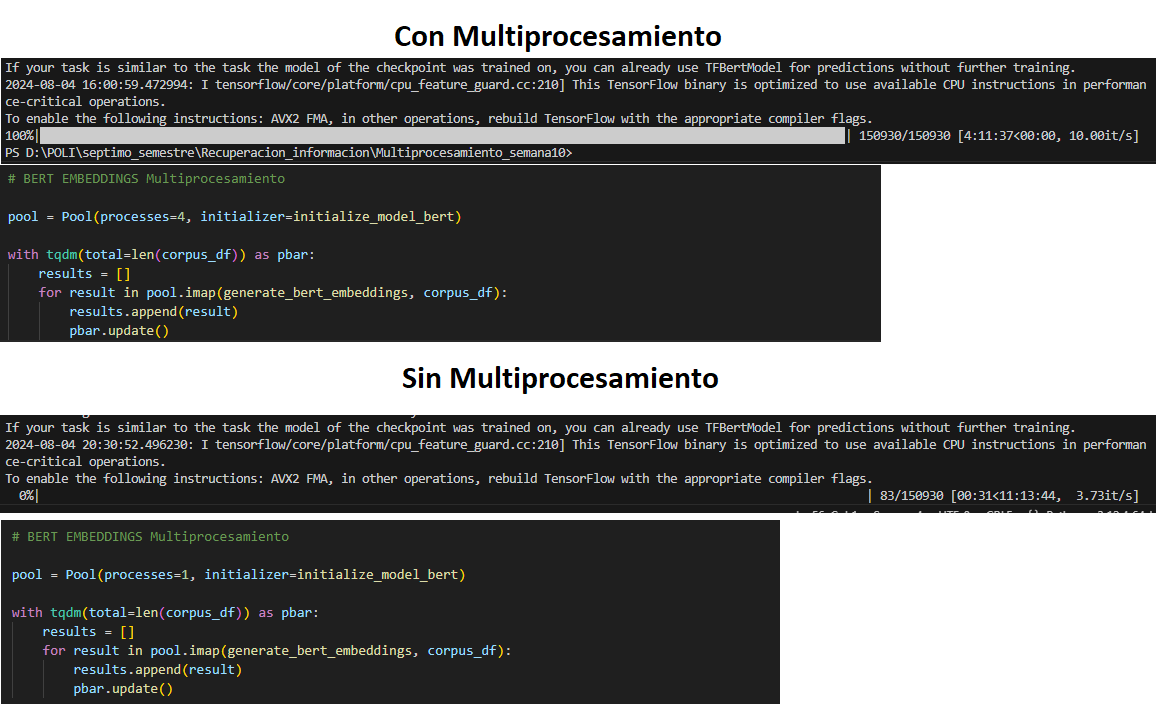 Con Multiprocesamiento
If your task is similar to the task the model of the checkpoint was trained on, you can already use TFBertModel for predictions without further training.
2024-08-04 16:00:59.472994: I tensorflow/core/platform/cpu_feature_guard.cc:210] This TensorFlow binary is optimized to use available CPU instructions in performan
ce-critical operations.
To enable the following instructions: AVX2 FMA, in other operations, rebuild TensorFlow with the appropriate compiler flags.
100%| | 150930/150930 [4:11:37<00:00, 10.00it/s]
PS D:\POLI\septimo_semestre\Recuperacion_informacion\Multiprocesamiento_semana10>
# BERT EMBEDDINGS Multiprocesamiento
pool = Pool(processes=4, initializer=initialize_model_bert)
with tqdm(total=len(corpus_df)) as pbar:
results = []
for result in pool.imap(generate_bert_embeddings, corpus_df):
results.append(result)
pbar.update()
Sin Multiprocesamiento
If your task is similar to the task the model of the checkpoint was trained on, you can already use TFBertModel for predictions without further training.
2024-08-04 20:30:52.496230: I tensorflow/core/platform/cpu_feature_guard.cc:210] This TensorFlow binary is optimized to use available CPU instructions in performan
ce-critical operations.
To enable the following instructions: AVX2 FMA, in other operations, rebuild TensorFlow with the appropriate compiler flags.
0%| | 83/150930 [00:31<11:13:44, 3.73it/s]
# BERT EMBEDDINGS Multiprocesamiento
pool = Pool(processes=1, initializer=initialize_model_bert)
with tqdm(total=len(corpus_df)) as pbar:
results = []
for result in pool.imap(generate_bert_embeddings, corpus_df):
results.append(result)
pbar.update()